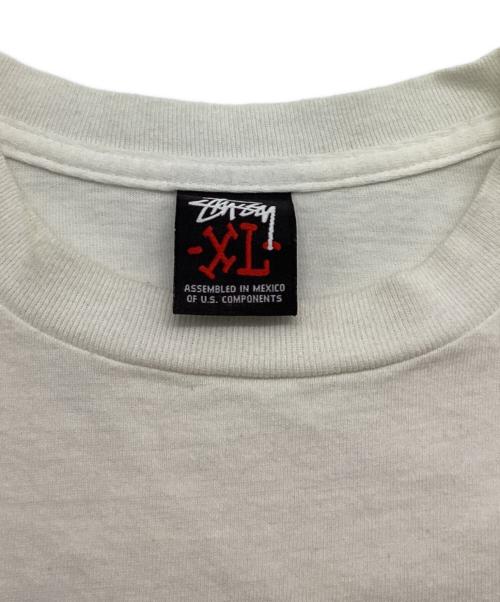 STUSSY
-XL-
ASSEMBLED IN MEXICO
OF U.S. COMPONENTS